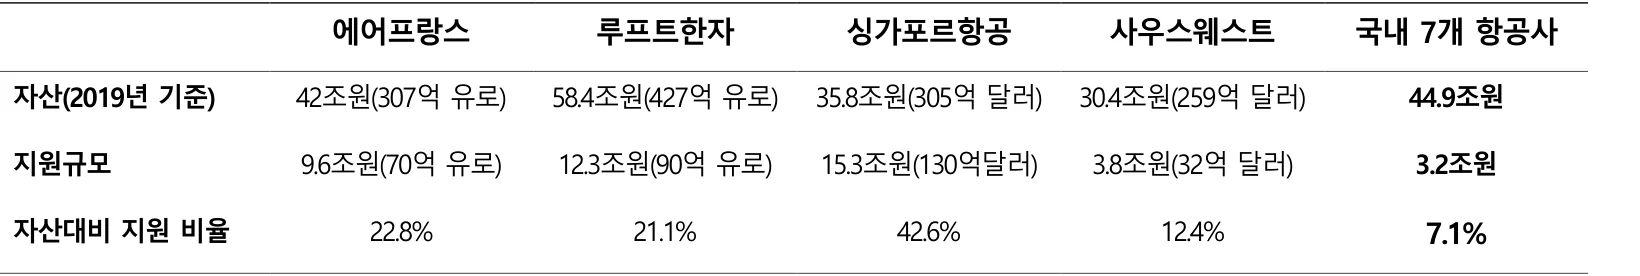 에어프랑스 루프트한자 싱가포르항공 사우스웨스트 국내 7개 항공사
자산(2019년 기준) 42조원(307억 유로) 58.4조원(427억 유로) 35.8조원(305억 달러) 30.4조원(259억 달러) 44.9조원
지원규모 9.6조원(70억 유로) 12.3조원(90억 유로) 15.3조원(130억달러) 3.8조원(32억 달러) 3.2조원
자산대비 지원 비율 22.8% 21.1% 42.6% 12.4% 7.1%